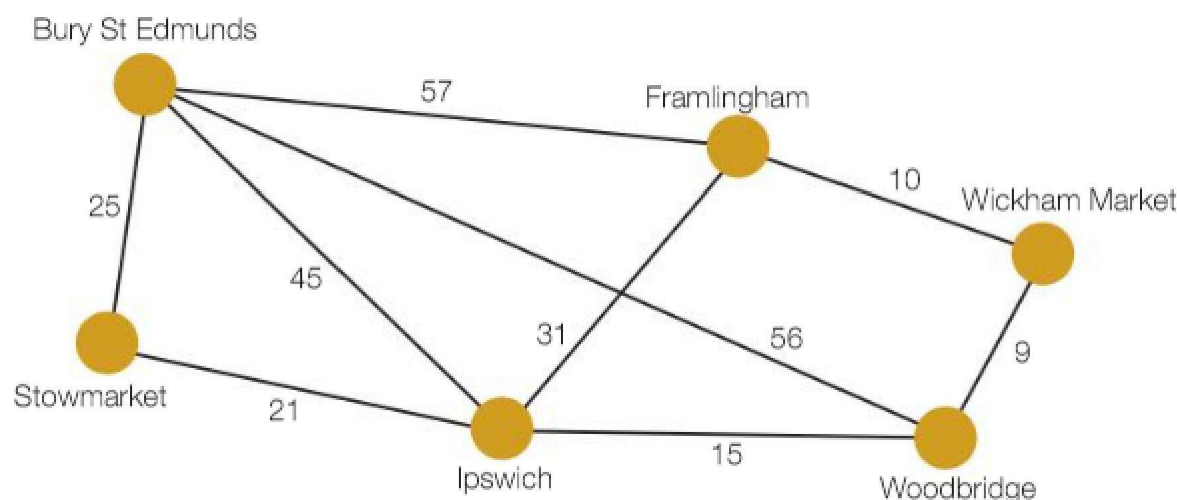 Bury St Edmunds
57
Framlingham
10
Wickham Market
25
45
31
56
9
Stowmarket
21
15
Ipswich
Woodbridge